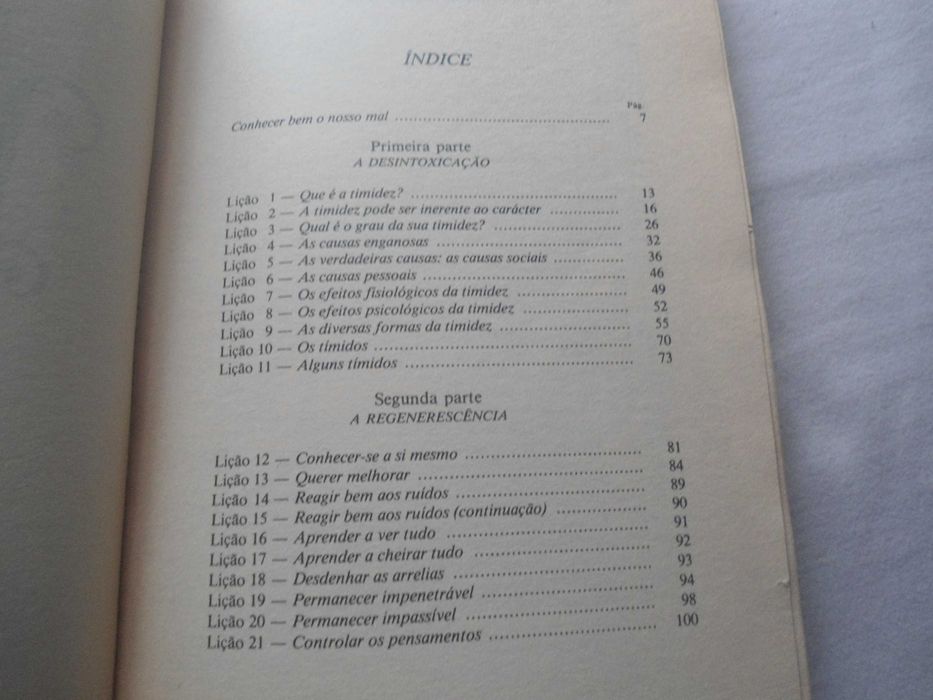 ÍNDICE
Pág.
Conhecer bem o nosso mal ........ 7
Primeira parte
A DESINTOXICAÇÃO
Lição 1 — Que é a timidez? ........ 13
Lição 2 — A timidez pode ser inerente ao carácter ........ 16
Lição 3 — Qual é o grau da sua timidez? ........ 26
Lição 4 — As causas enganosas ........ 32
Lição 5 — As verdadeiras causas: as causas sociais ........ 36
Lição 6 — As causas pessoais ........ 46
Lição 7 — Os efeitos fisiológicos da timidez ........ 49
Lição 8 — Os efeitos psicológicos da timidez ........ 52
Lição 9 — As diversas formas da timidez ........ 55
Lição 10 — Os tímidos ........ 70
Lição 11 — Alguns tímidos ........ 73
Segunda parte
A REGENERESCÊNCIA
Lição 12 — Conhecer-se a si mesmo ........ 81
Lição 13 — Querer melhorar ........ 84
Lição 14 — Reagir bem aos ruídos ........ 89
Lição 15 — Reagir bem aos ruídos (continuação) ........ 90
Lição 16 — Aprender a ver tudo ........ 91
Lição 17 — Aprender a cheirar tudo ........ 92
Lição 18 — Desdenhar as arrelias ........ 93
Lição 19 — Permanecer impenetrável ........ 94
Lição 20 — Permanecer impassível ........ 98
Lição 21 — Controlar os pensamentos ........ 100